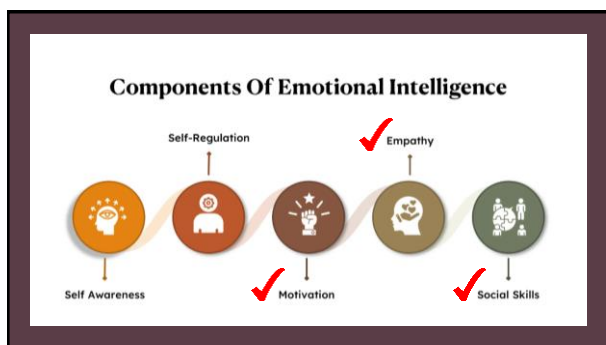 Components Of Emotional Intelligence
Self-Regulation
Empathy
Self Awareness
Motivation
Social Skills